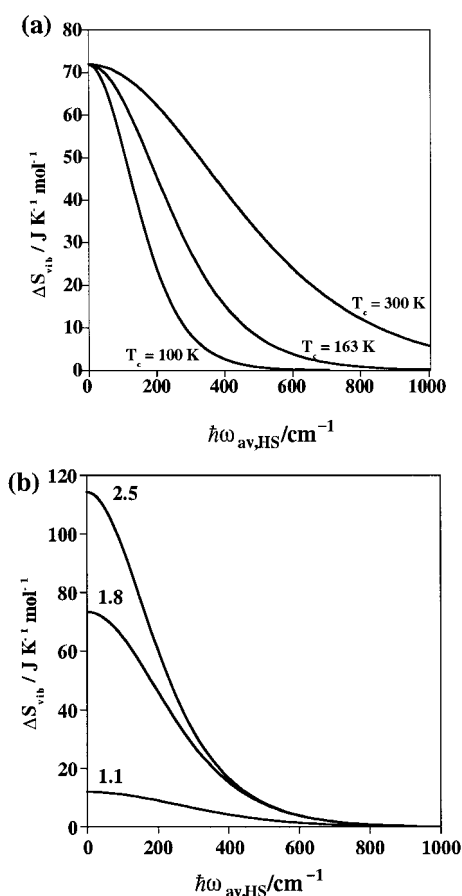 (a)
80
70
60
50
40
30
20
10
0
ΔS_vib / J K⁻¹ mol⁻¹
T_c = 300 K
T_c = 100 K
T_c = 163 K
0 200 400 600 800 1000
ħω_av,HS/cm⁻¹
(b)
120
100
80
60
40
20
0
ΔS_vib / J K⁻¹ mol⁻¹
2.5
1.8
1.1
0 200 400 600 800 1000
ħω_av,HS/cm⁻¹